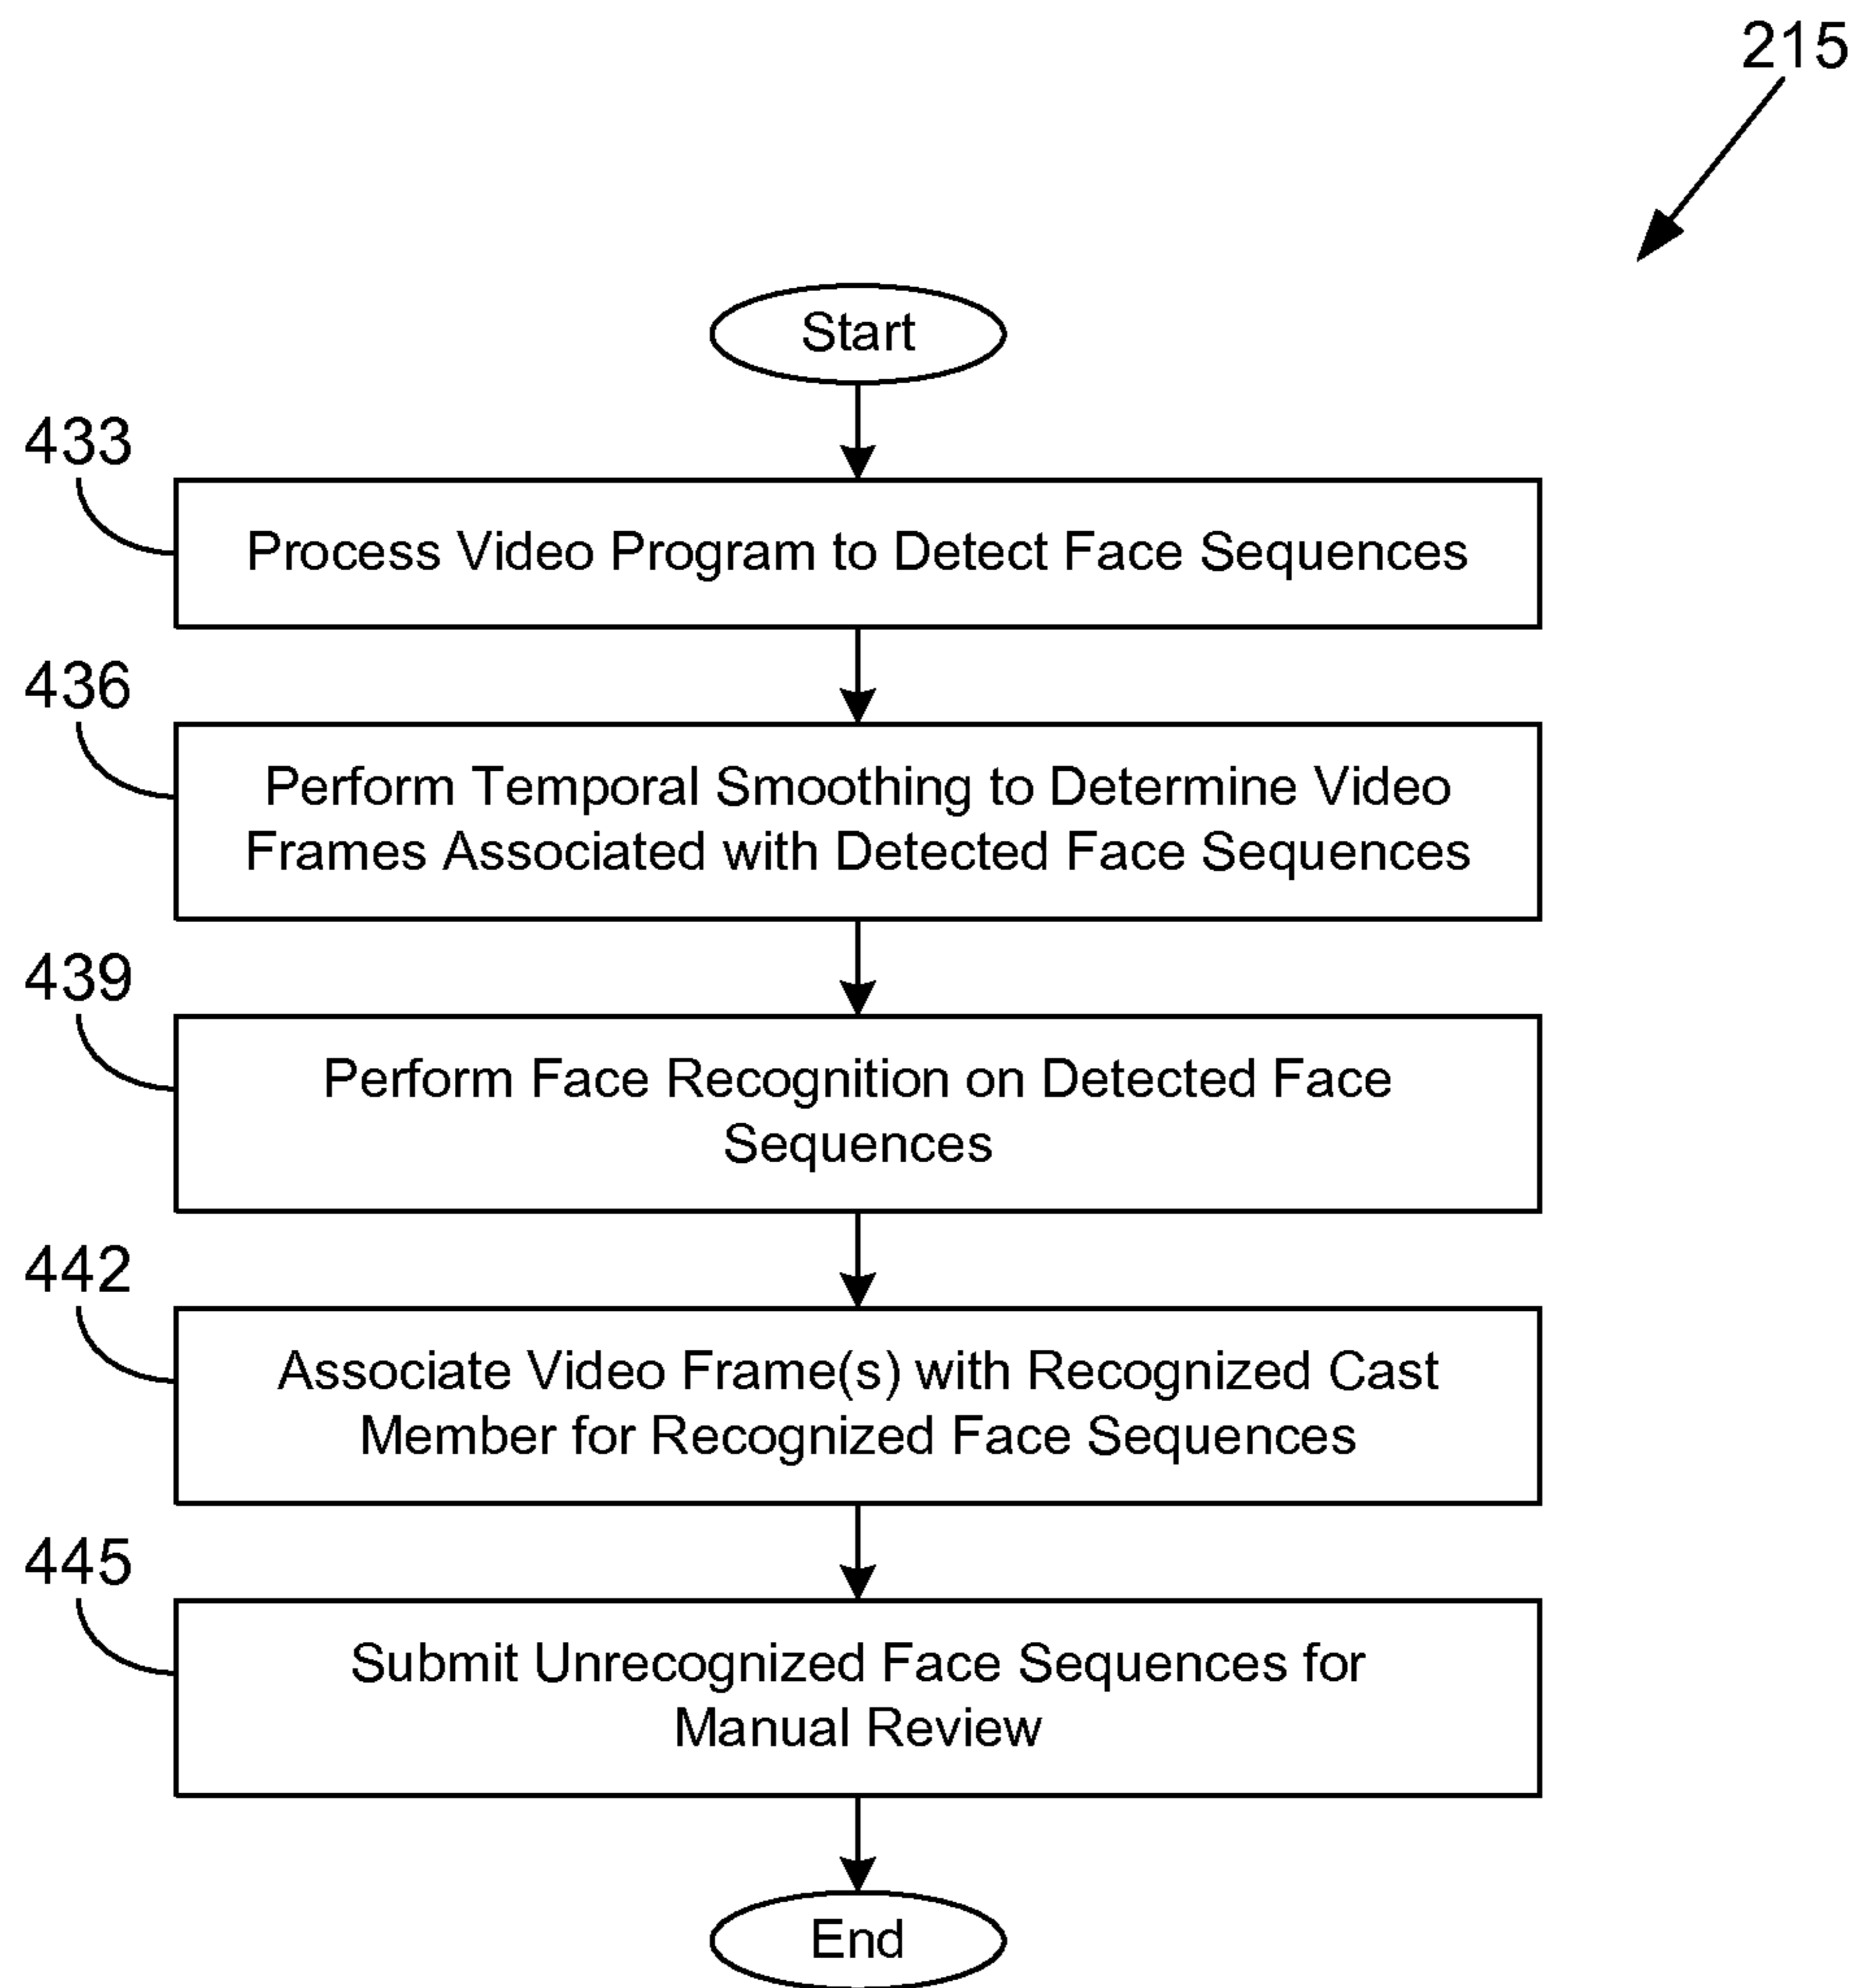 215
Start
433
Process Video Program to Detect Face Sequences
436
Perform Temporal Smoothing to Determine Video
Frames Associated with Detected Face Sequences
439
Perform Face Recognition on Detected Face
Sequences
442
Associate Video Frame(s) with Recognized Cast
Member for Recognized Face Sequences
445
Submit Unrecognized Face Sequences for
Manual Review
End